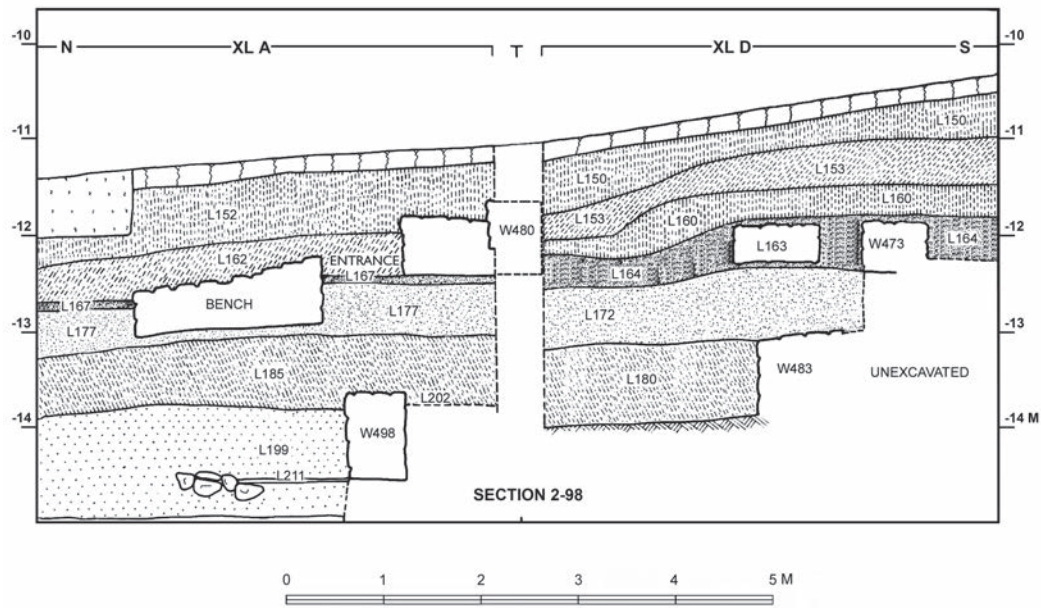 -10 N XL A T XL D S -10
-11 L150 -11
L150 L153
L152 L153 L160
-12 W480 L160 -12
L162 ENTRANCE L163 W473 L164
L167 L164
L167 BENCH L177 L172
-13 L177 -13
L185 L180 W483 UNEXCAVATED
L202
-14 W498 -14 M
L199
L211
SECTION 2-98
0 1 2 3 4 5 M